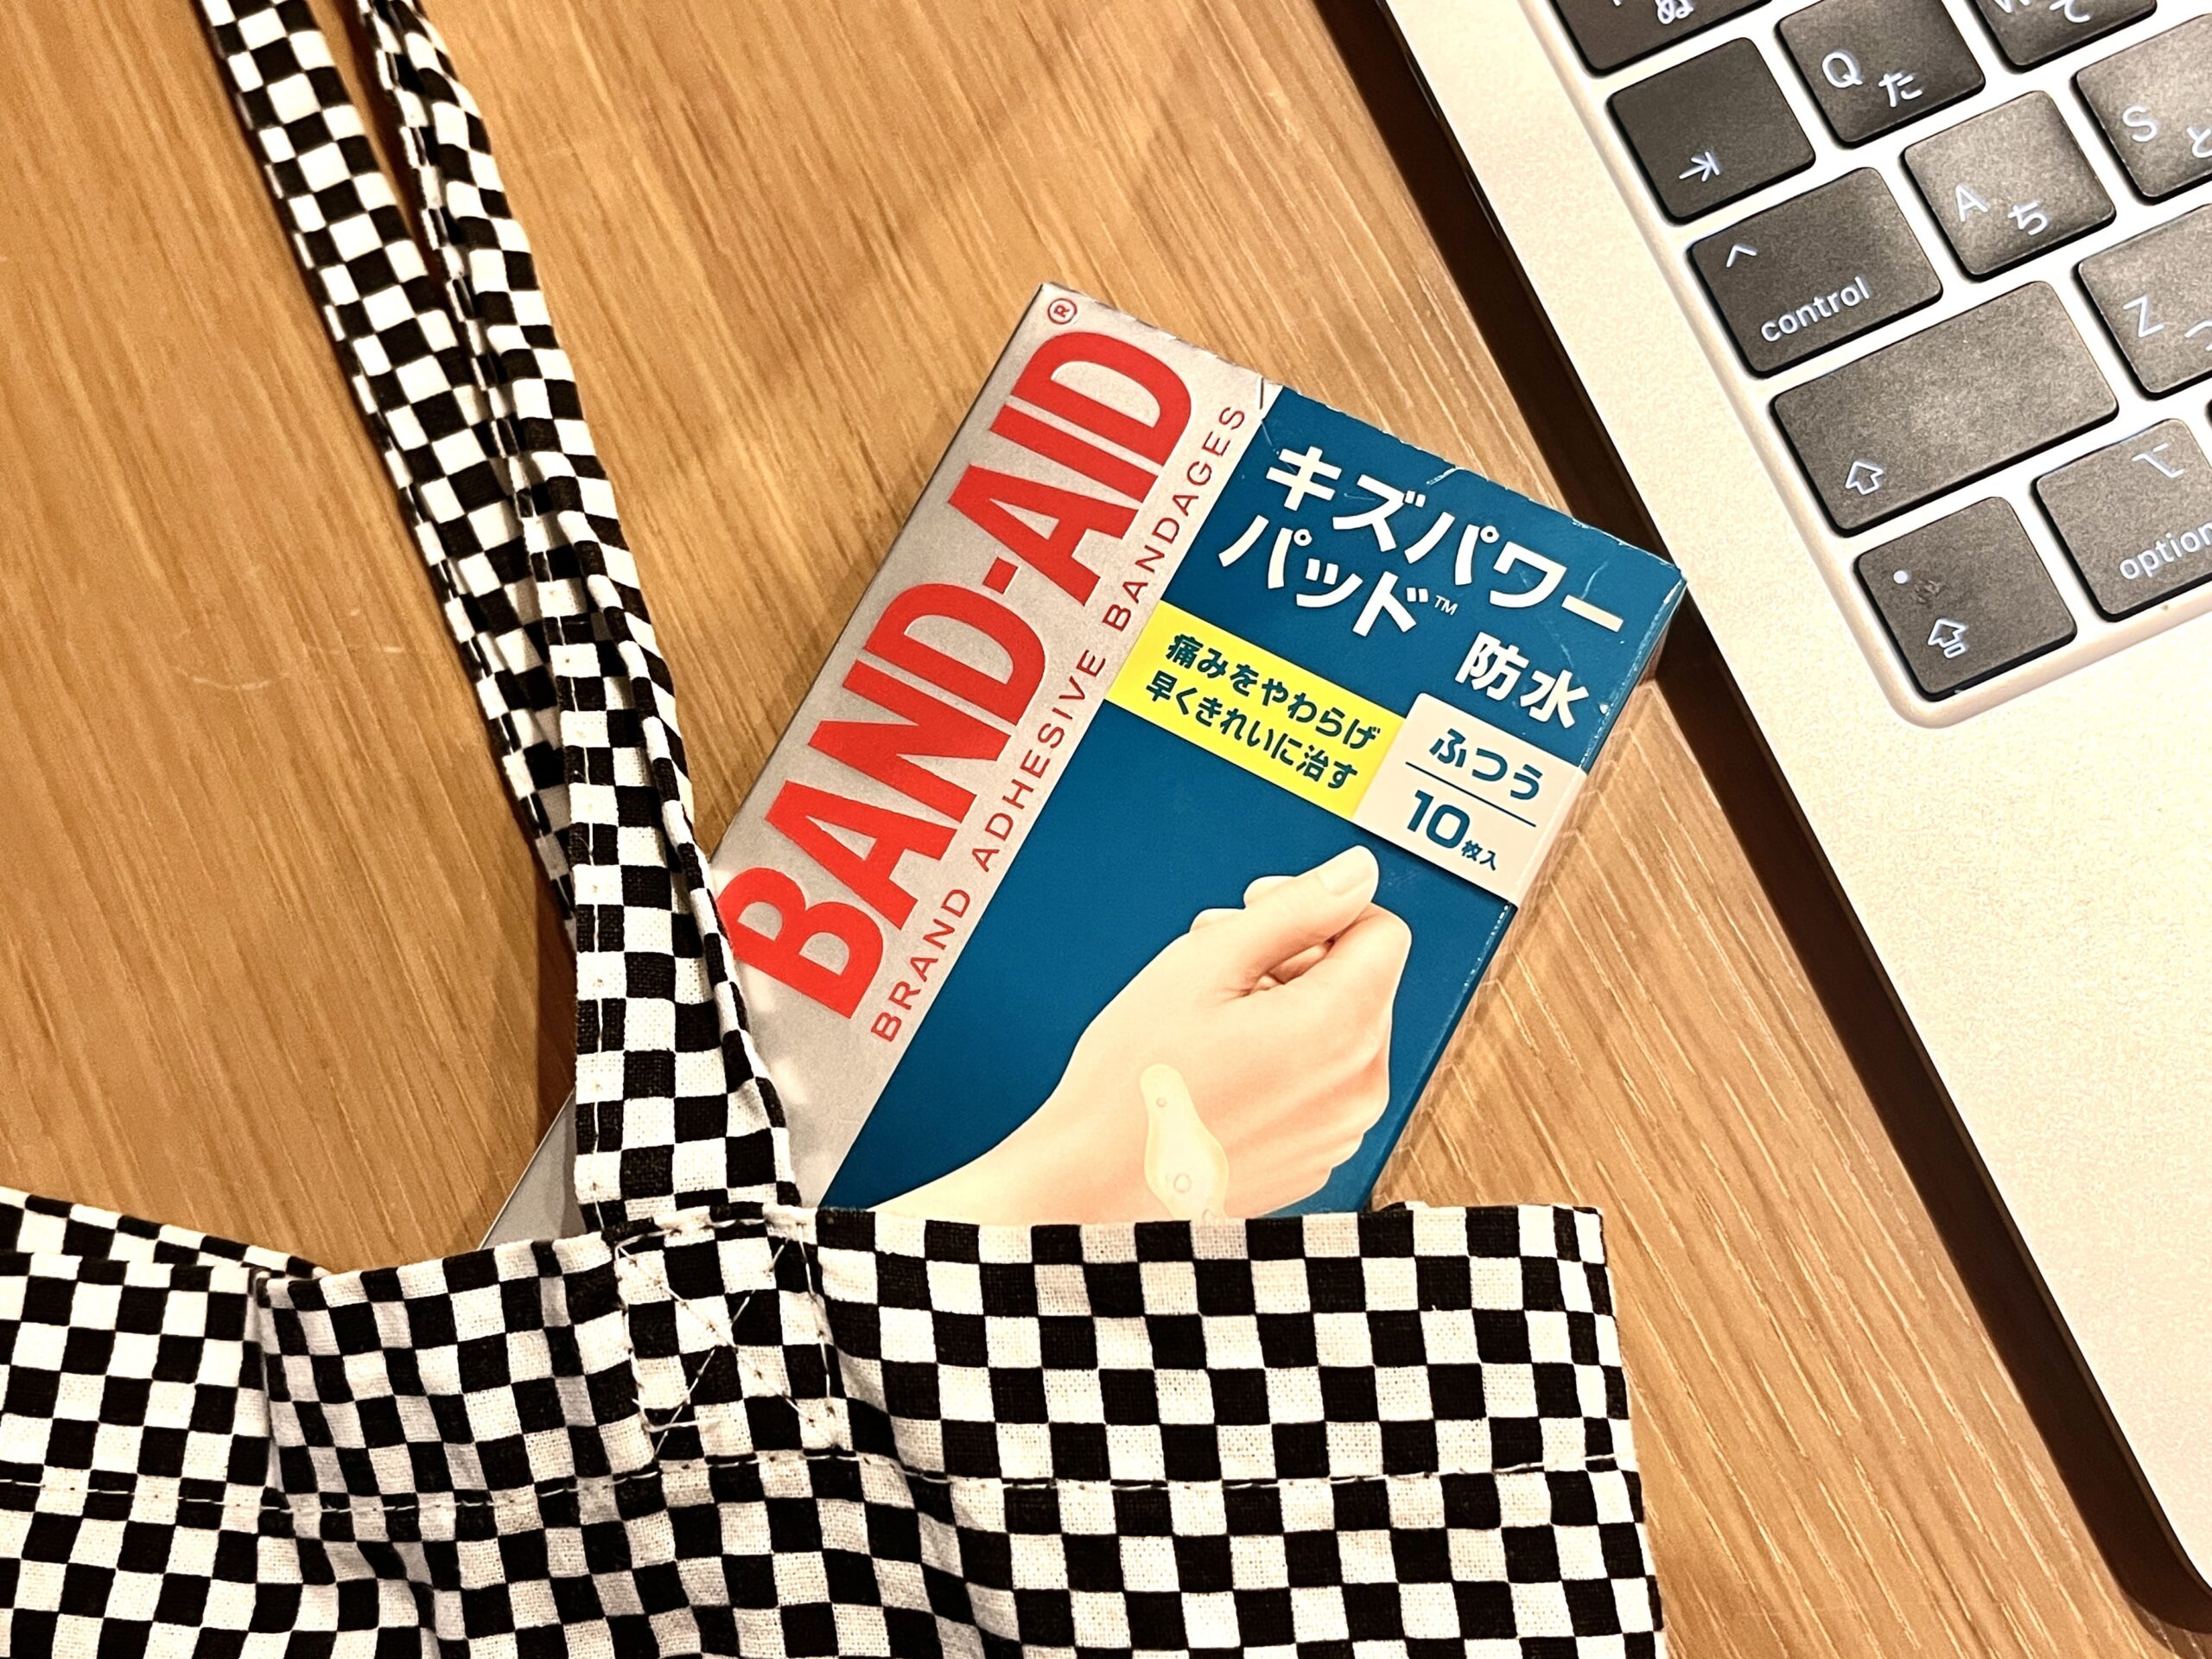 BAND-AID®
BRAND ADHESIVE BANDAGES
キズパワー
パッド™ 防水
痛みをやわらげ
早くきれいに治す
ふつう
10枚入
Q た
A ち
S と
Z
control
option